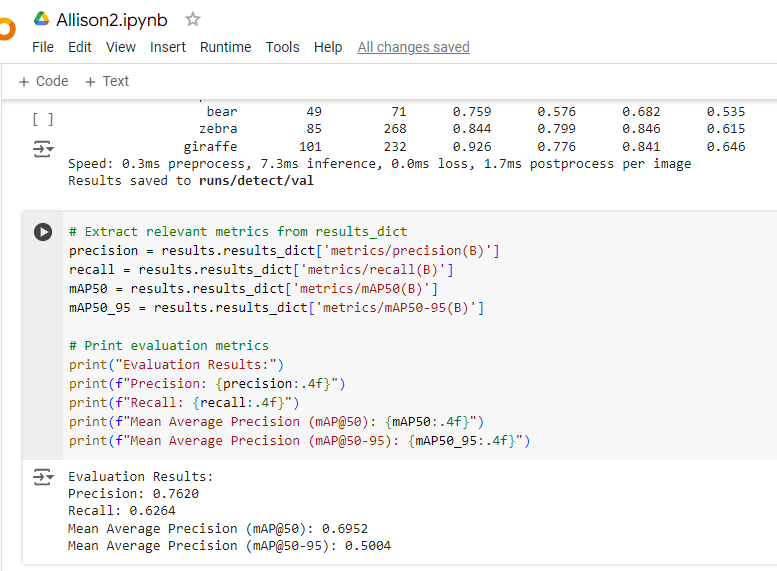 Allison2.ipynb
File Edit View Insert Runtime Tools Help All changes saved
+ Code + Text
[ ]
bear 49 71 0.759 0.576 0.682 0.535
zebra 85 268 0.844 0.799 0.846 0.615
giraffe 101 232 0.926 0.776 0.841 0.646
Speed: 0.3ms preprocess, 7.3ms inference, 0.0ms loss, 1.7ms postprocess per image
Results saved to runs/detect/val
# Extract relevant metrics from results_dict
precision = results.results_dict['metrics/precision(B)']
recall = results.results_dict['metrics/recall(B)']
mAP50 = results.results_dict['metrics/mAP50(B)']
mAP50_95 = results.results_dict['metrics/mAP50-95(B)']
# Print evaluation metrics
print("Evaluation Results:")
print(f"Precision: {precision:.4f}")
print(f"Recall: {recall:.4f}")
print(f"Mean Average Precision (mAP@50): {mAP50:.4f}")
print(f"Mean Average Precision (mAP@50-95): {mAP50_95:.4f}")
Evaluation Results:
Precision: 0.7620
Recall: 0.6264
Mean Average Precision (mAP@50): 0.6952
Mean Average Precision (mAP@50-95): 0.5004